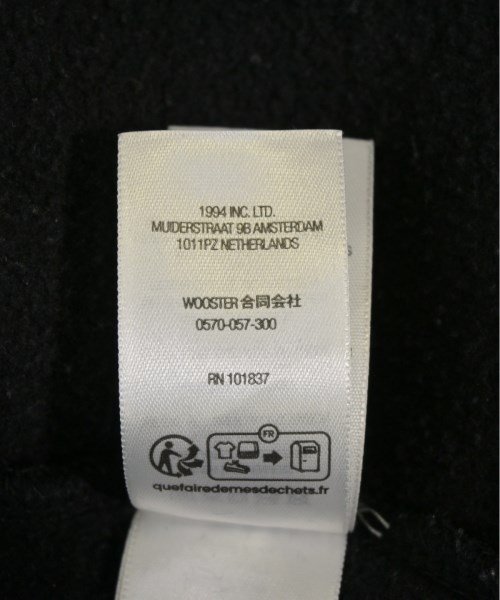 1994 INC. LTD.
MUIDERSTRAAT 9B AMSTERDAM
1011PZ NETHERLANDS
WOOSTER 合同会社
0570-057-300
RN 101837
FR
quefairedemesdechets.fr